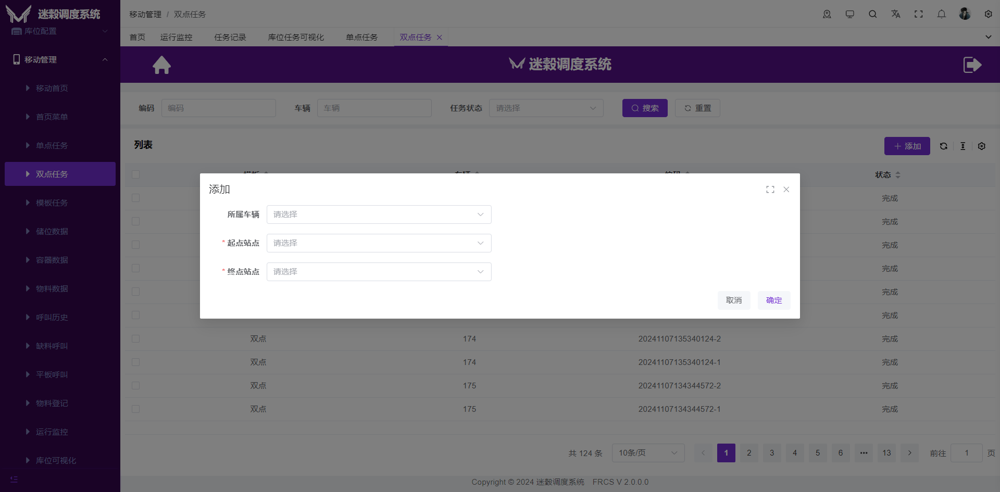 迷穀调度系统
库位配置
移动管理
移动首页
首页菜单
单点任务
双点任务
模板任务
储位数据
容器数据
物料数据
呼叫历史
缺料呼叫
平板呼叫
物料登记
运行监控
库位可视化
移动管理 / 双点任务
首页 运行监控 任务记录 库位任务可视化 单点任务 双点任务
迷穀调度系统
编码 编码 车辆 车辆 任务状态 请选择 搜索 重置
列表
添加
模板 车辆 编码 状态
完成
完成
完成
完成
完成
完成
添加
所属车辆 请选择
* 起点站点 请选择
* 终点站点 请选择
取消 确定
双点 174 20241107135340124-2 完成
双点 174 20241107135340124-1 完成
双点 175 20241107134344572-2 完成
双点 175 20241107134344572-1 完成
共 124 条 10条/页 1 2 3 4 5 6 ••• 13 前往 1 页
Copyright © 2024 迷穀调度系统 FRCS V 2.0.0.0